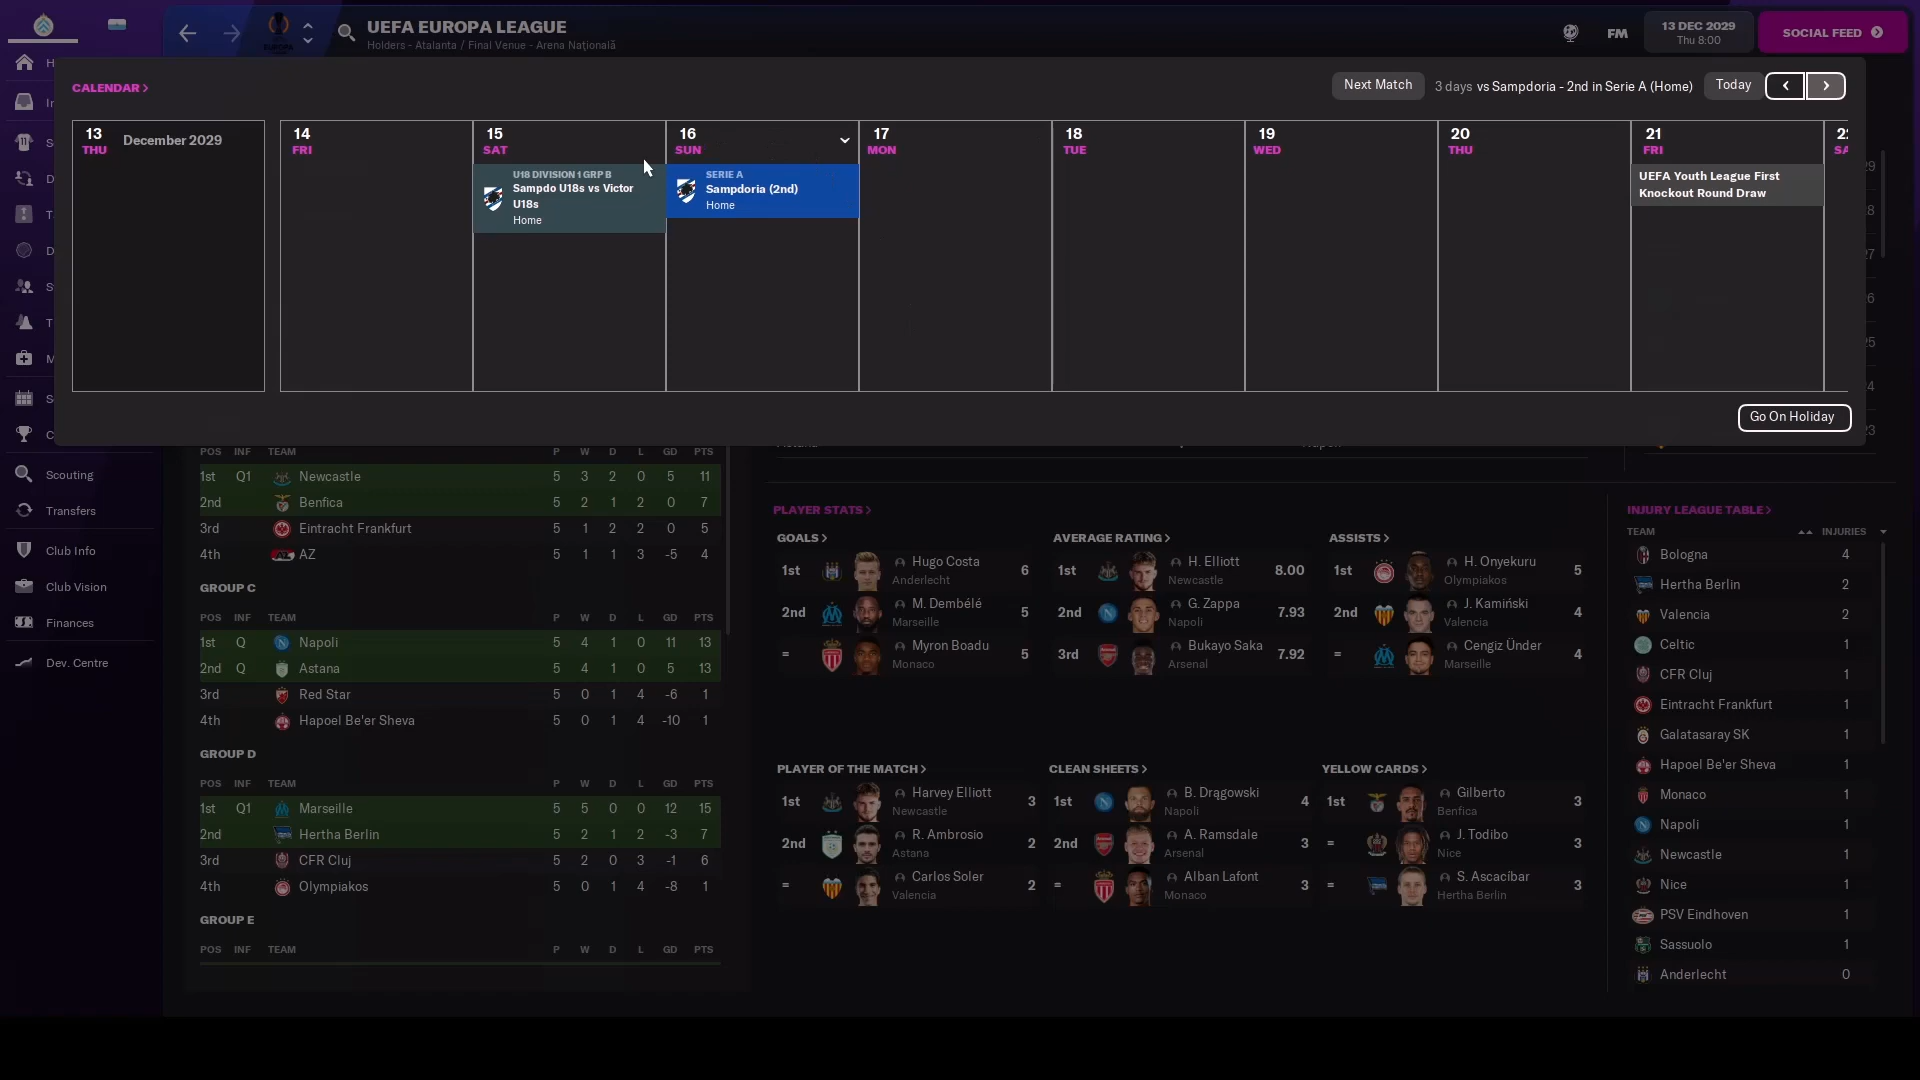 UEFA EUROPA LEAGUE
Holders - Atalanta / Final Venue - Arena Naţională
FM
13 DEC 2029
Thu 8:00
SOCIAL FEED
CALENDAR
Next Match
3 days vs Sampdoria - 2nd in Serie A (Home)
Today
13 THU December 2029
14 FRI
15 SAT
16 SUN
17 MON
18 TUE
19 WED
20 THU
21 FRI
U18 DIVISION 1 GRP B
Sampdo U18s vs Victor
U18s
Home
SERIE A
Sampdoria (2nd)
Home
UEFA Youth League First
Knockout Round Draw
Go On Holiday
Scouting
Transfers
Club Info
Club Vision
Finances
Dev. Centre
POS INF TEAM P W D L GD PTS
1st Q1 Newcastle 5 3 2 0 5 11
2nd Benfica 5 2 1 2 0 7
3rd Eintracht Frankfurt 5 1 2 2 0 5
4th AZ 5 1 1 3 -5 4
GROUP C
POS INF TEAM P W D L GD PTS
1st Q Napoli 5 4 1 0 11 13
2nd Q Astana 5 4 1 0 5 13
3rd Red Star 5 0 1 4 -6 1
4th Hapoel Be'er Sheva 5 0 1 4 -10 1
GROUP D
POS INF TEAM P W D L GD PTS
1st Q1 Marseille 5 5 0 0 12 15
2nd Hertha Berlin 5 2 1 2 -3 7
3rd CFR Cluj 5 2 0 3 -1 6
4th Olympiakos 5 0 1 4 -8 1
GROUP E
POS INF TEAM P W D L GD PTS
PLAYER STATS
GOALS
1st Hugo Costa 6
Anderlecht
2nd M. Dembélé 5
Marseille
= Myron Boadu 5
Monaco
AVERAGE RATING
1st H. Elliott 8.00
Newcastle
2nd G. Zappa 7.93
Napoli
3rd Bukayo Saka 7.92
Arsenal
ASSISTS
1st H. Onyekuru 5
Olympiakos
2nd J. Kamiński 4
Valencia
= Cengiz Ünder 4
Marseille
PLAYER OF THE MATCH
1st Harvey Elliott 3
Newcastle
2nd R. Ambrosio 2
Astana
= Carlos Soler 2
Valencia
CLEAN SHEETS
1st B. Drągowski 4
Napoli
2nd A. Ramsdale 3
Arsenal
= Alban Lafont 3
Monaco
YELLOW CARDS
1st Gilberto 3
Benfica
= J. Todibo 3
Nice
= S. Ascacíbar 3
Hertha Berlin
INJURY LEAGUE TABLE
TEAM INJURIES
Bologna 4
Hertha Berlin 2
Valencia 2
Celtic 1
CFR Cluj 1
Eintracht Frankfurt 1
Galatasaray SK 1
Hapoel Be'er Sheva 1
Monaco 1
Napoli 1
Newcastle 1
Nice 1
PSV Eindhoven 1
Sassuolo 1
Anderlecht 0